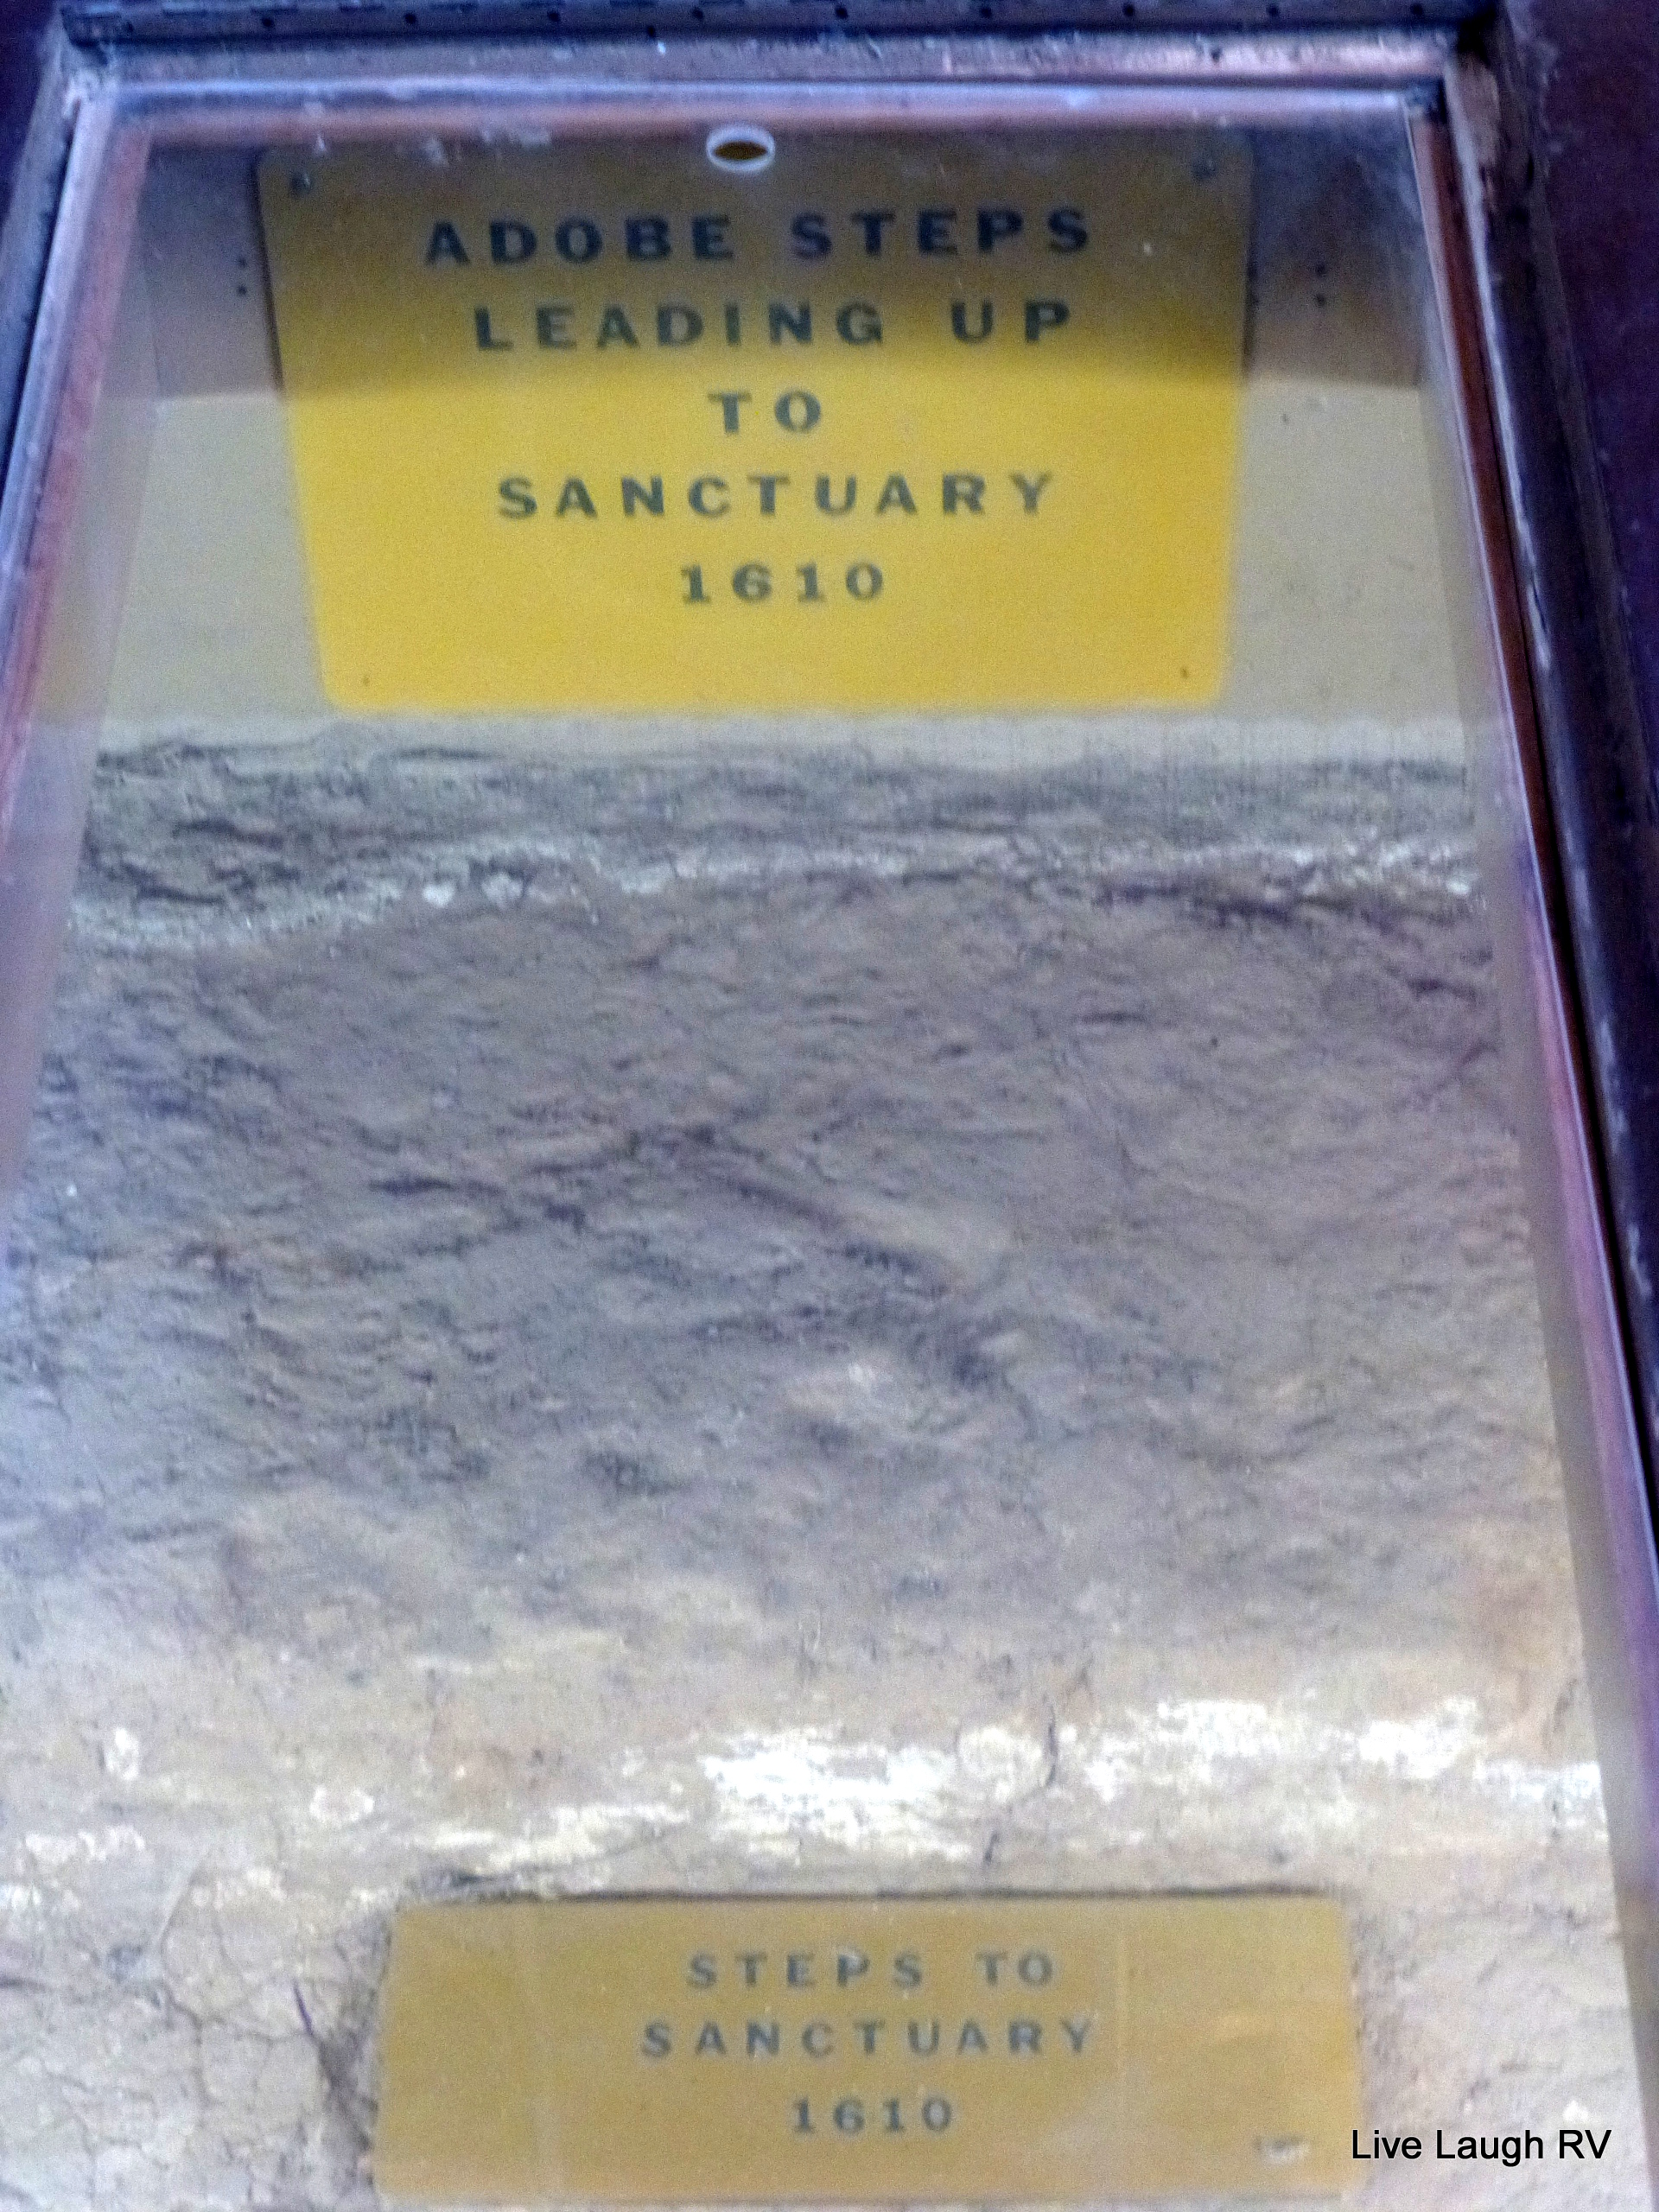 ADOBE STEPS
LEADING UP
TO
SANCTUARY
1610
STEPS TO
SANCTUARY
1610
Live Laugh RV